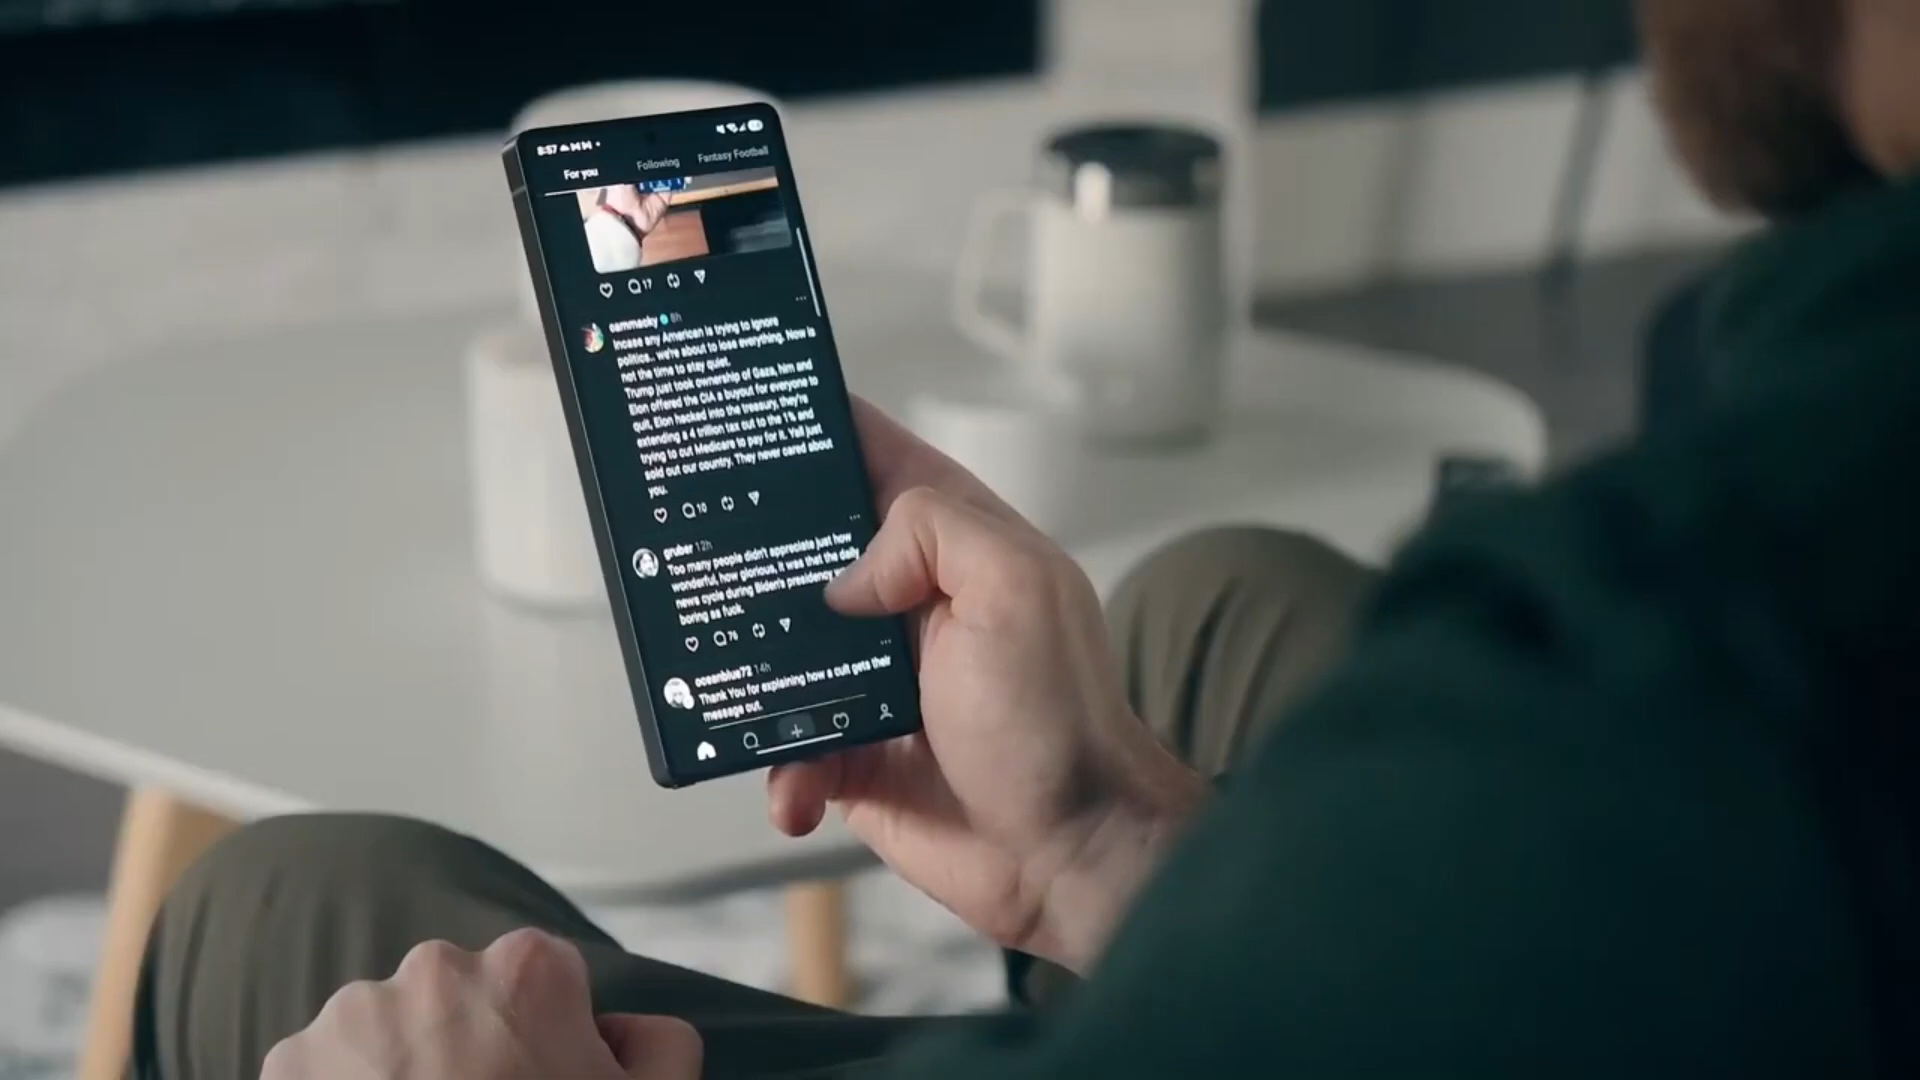 8:57
For you Following Fantasy Football
17
cammacky 8h
Incase any American is trying to ignore
politics.. we're about to lose everything. Now is
not the time to stay quiet.
Trump just took ownership of Gaza, him and
Elon offered the CIA a buyout for everyone to
quit, Elon hacked into the treasury, they're
extending a 4 trillion tax cut to the 1% and
trying to cut Medicare to pay for it. Yall just
sold out our country. They never cared about
you.
10
gruber 12h
Too many people didn't appreciate just how
wonderful, how glorious, it was that the daily
news cycle during Biden's presidency
boring as fuck.
76
oceanblue72 14h
Thank You for explaining how a cult gets their
message out.